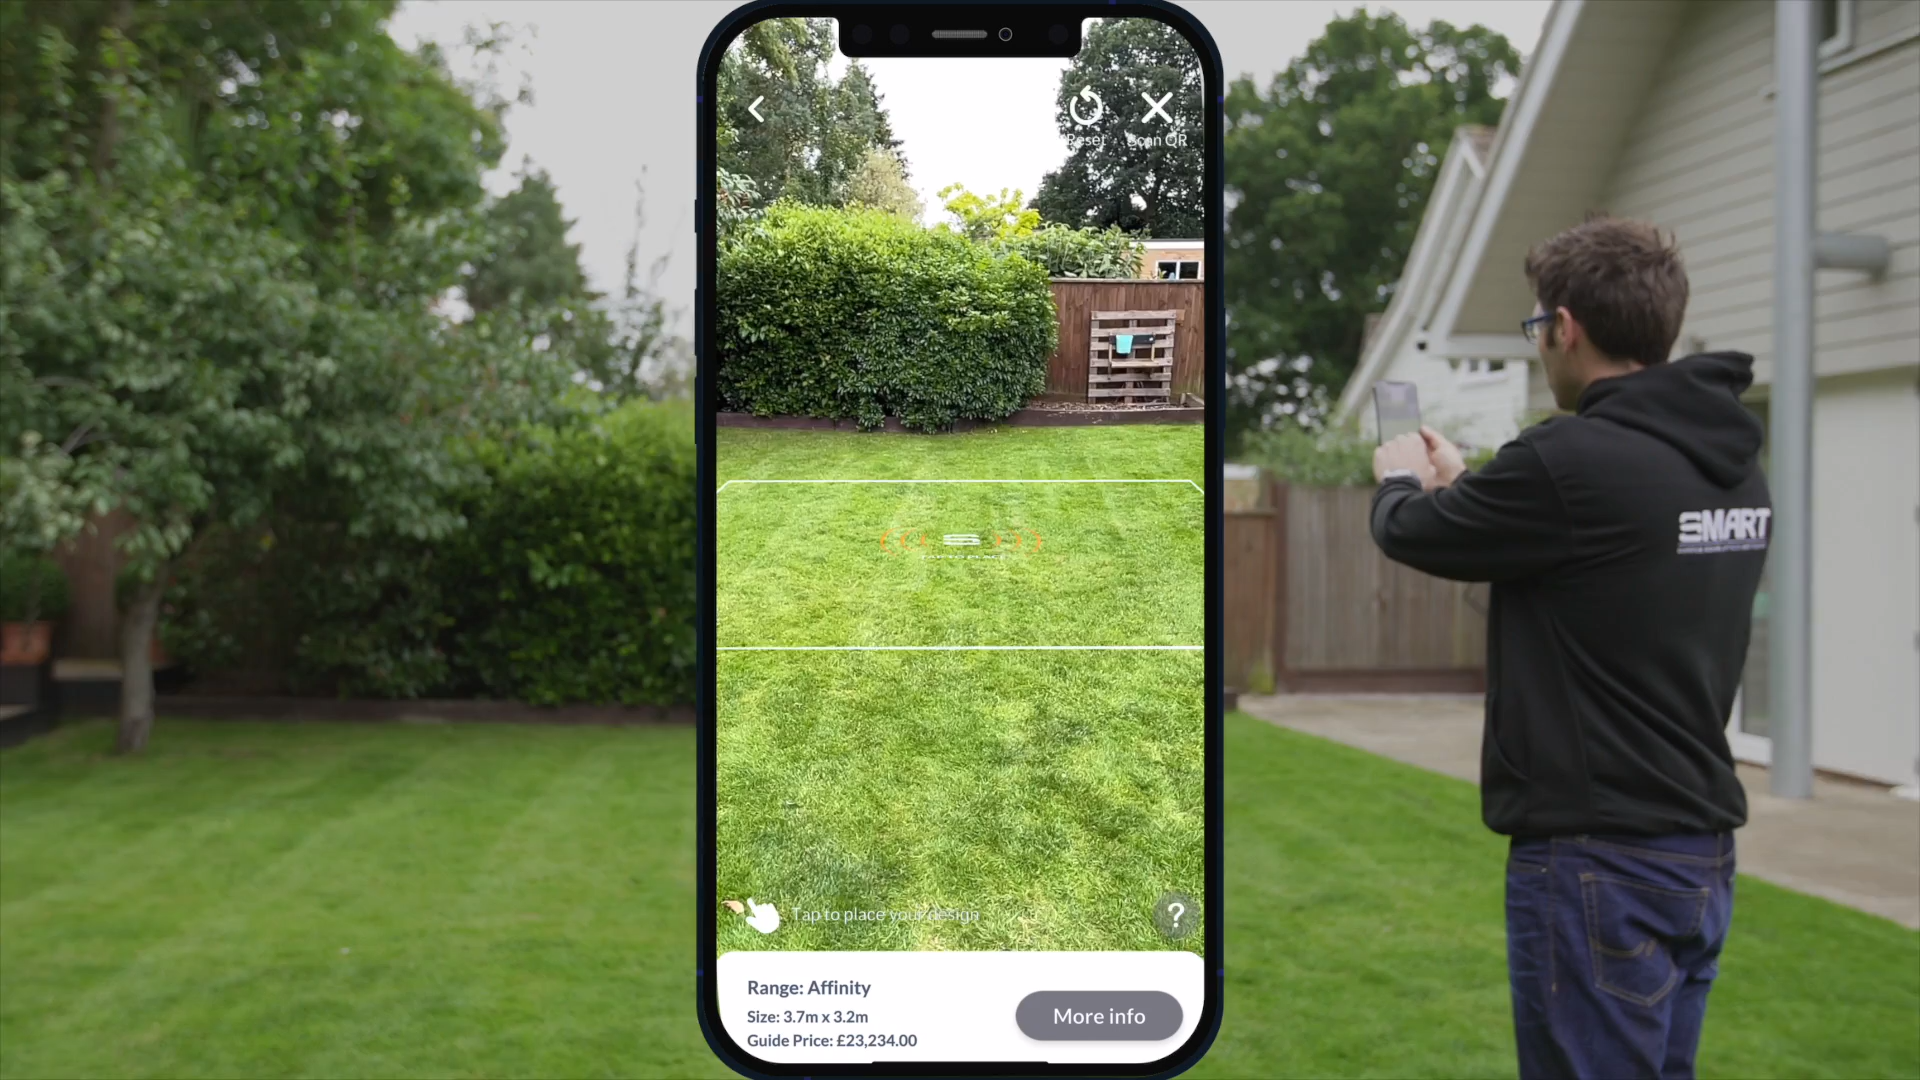 Reset
Scan QR
Tap to place your design
?
Range: Affinity
Size: 3.7m x 3.2m
Guide Price: £23,234.00
More info
SMART